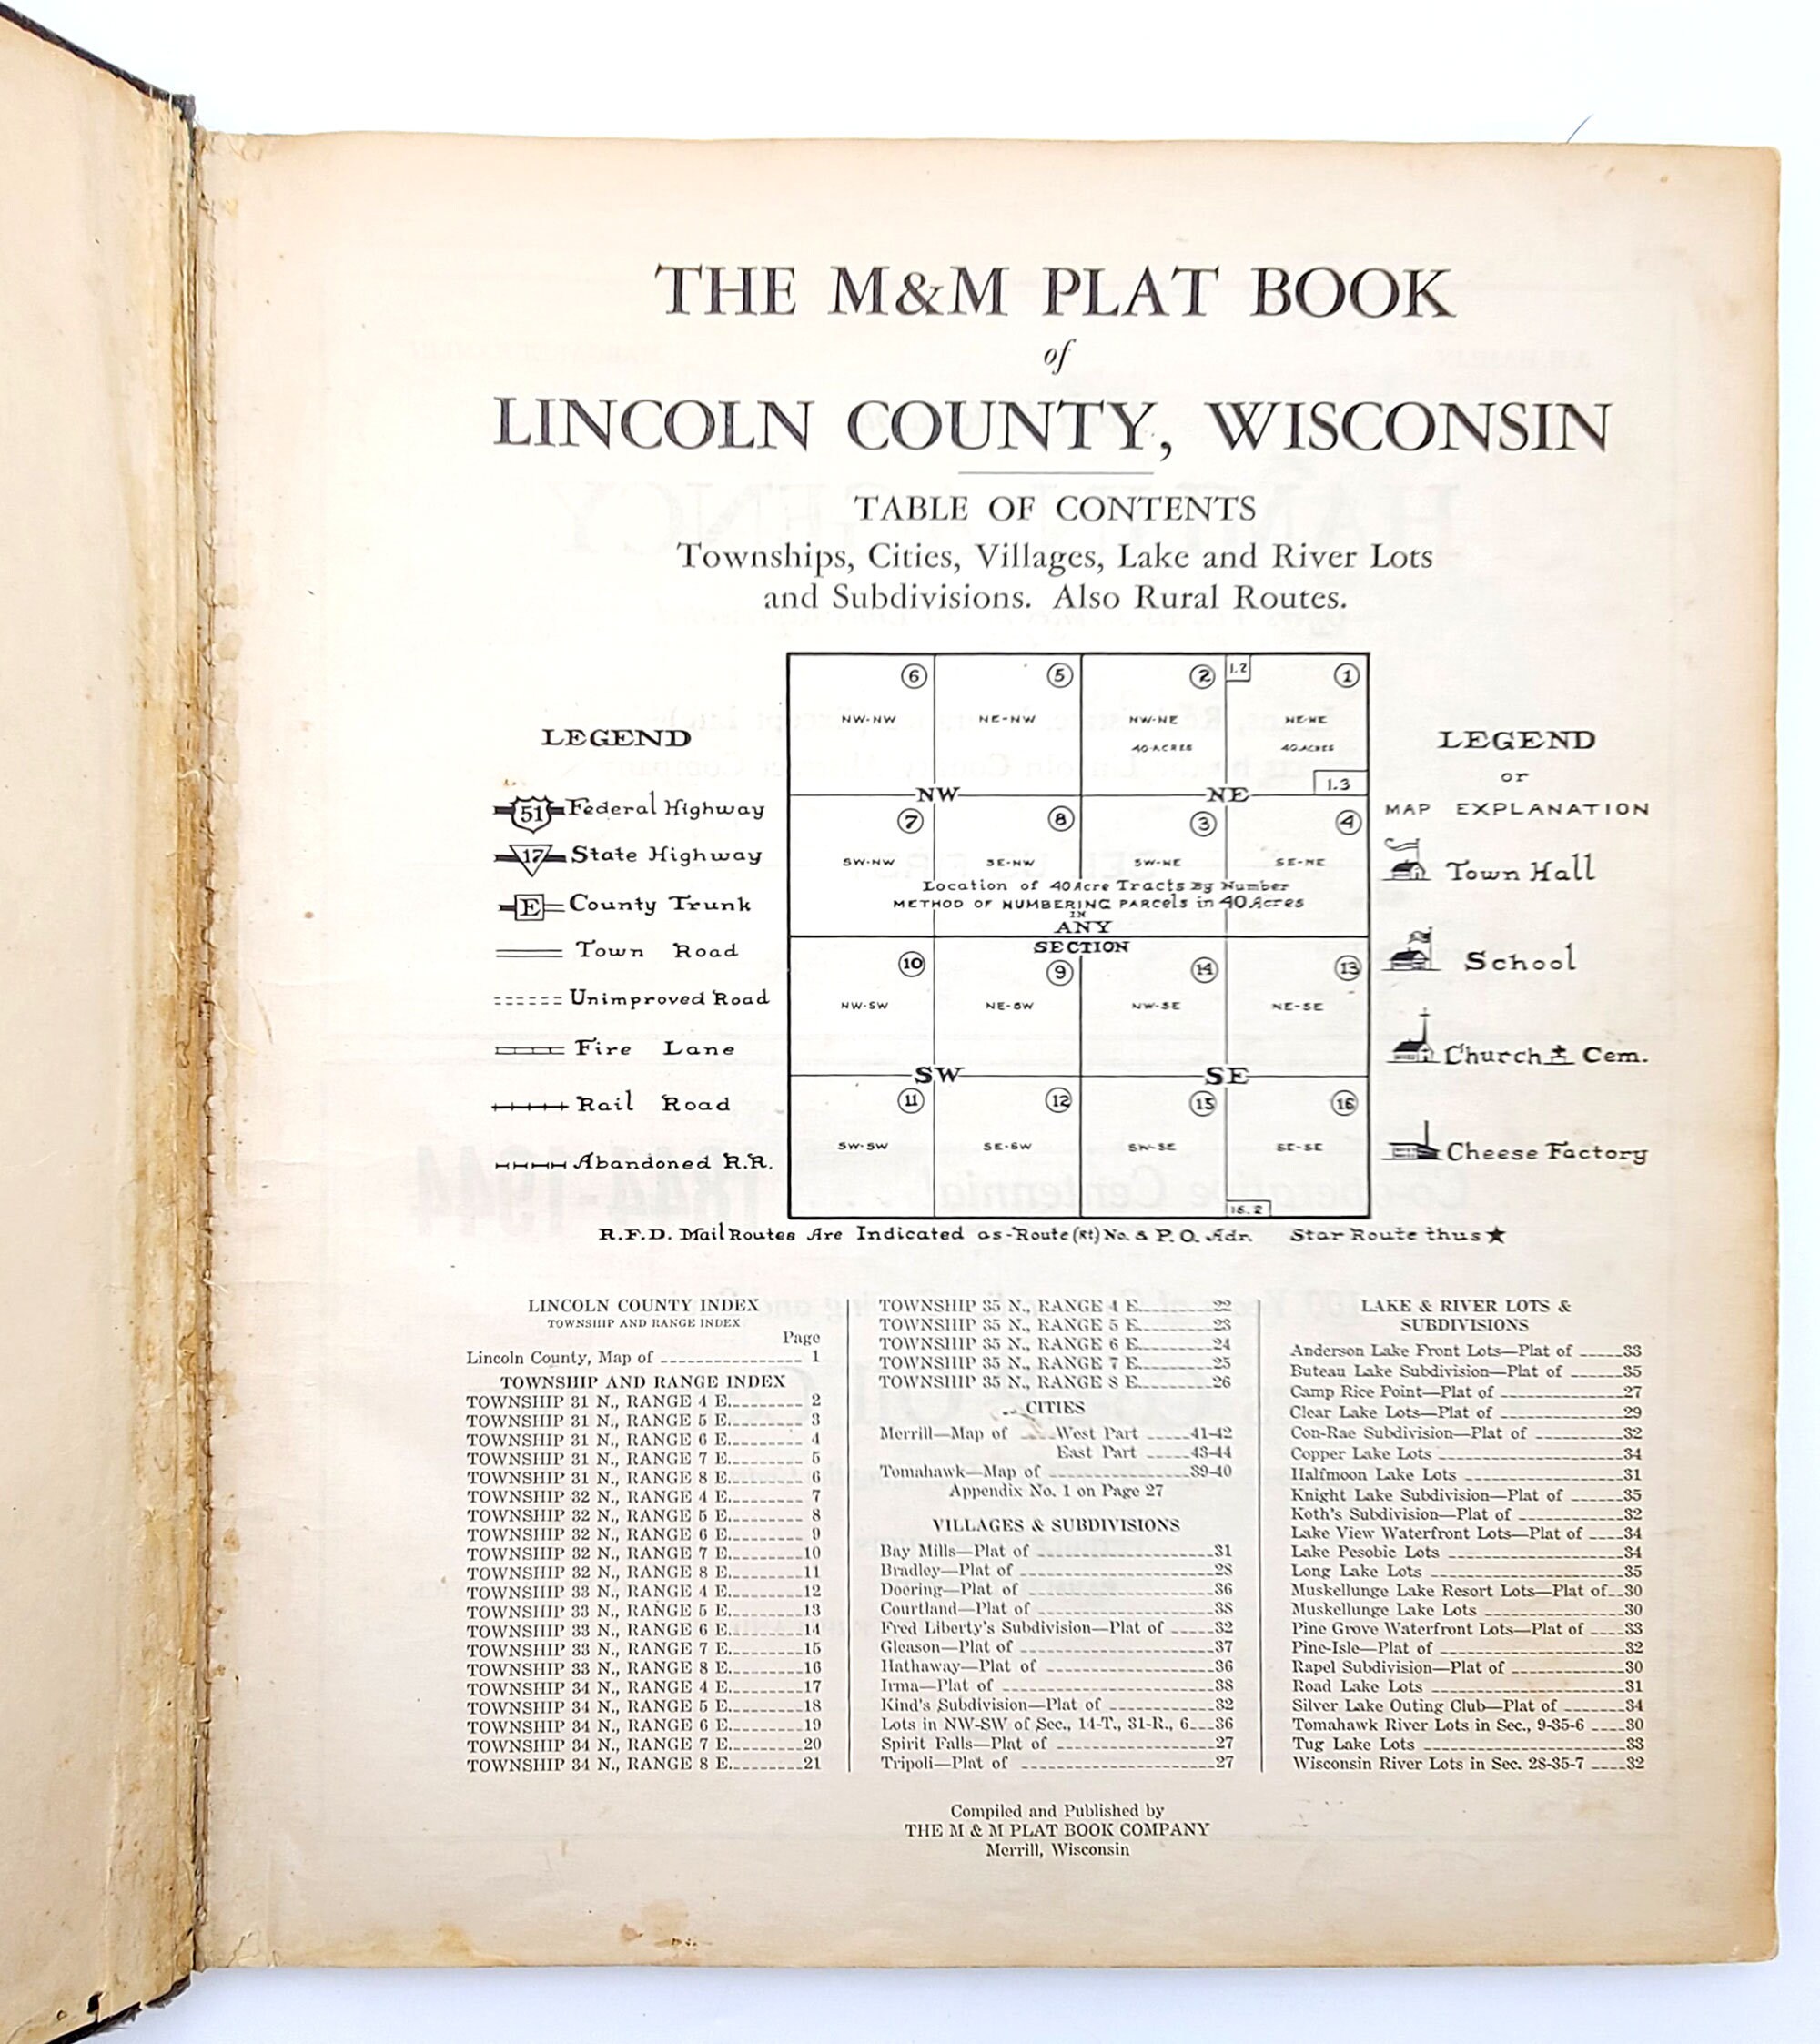 THE M&M PLAT BOOK
of
LINCOLN COUNTY, WISCONSIN
TABLE OF CONTENTS
Townships, Cities, Villages, Lake and River Lots
and Subdivisions. Also Rural Routes.
LEGEND
51 Federal Highway
17 State Highway
E County Trunk
Town Road
Unimproved Road
Fire Lane
Rail Road
Abandoned R.R.
6 5 2 1.2 1
NW-NW NE-NW NW-NE NE-NE
40-ACRES 40-ACRES
1.3
NW NE
7 8 3 4
SW-NW SE-NW SW-NE SE-NE
Location of 40 Acre Tracts By Number
METHOD OF NUMBERING PARCELS in 40 Acres
IN
ANY
SECTION
10 9 14 13
NW-SW NE-SW NW-SE NE-SE
SW SE
11 12 15 16
SW-SW SE-SW SW-SE SE-SE
16.2
LEGEND
or
MAP EXPLANATION
Town Hall
School
Church ± Cem.
Cheese Factory
R.F.D. Mail Routes Are Indicated as-Route (Rt) No. & P.O. Adr. Star Route thus ★
LINCOLN COUNTY INDEX
TOWNSHIP AND RANGE INDEX
Page
Lincoln County, Map of 1
TOWNSHIP AND RANGE INDEX
TOWNSHIP 31 N., RANGE 4 E. 2
TOWNSHIP 31 N., RANGE 5 E. 3
TOWNSHIP 31 N., RANGE 6 E. 4
TOWNSHIP 31 N., RANGE 7 E. 5
TOWNSHIP 31 N., RANGE 8 E. 6
TOWNSHIP 32 N., RANGE 4 E. 7
TOWNSHIP 32 N., RANGE 5 E. 8
TOWNSHIP 32 N., RANGE 6 E. 9
TOWNSHIP 32 N., RANGE 7 E. 10
TOWNSHIP 32 N., RANGE 8 E. 11
TOWNSHIP 33 N., RANGE 4 E. 12
TOWNSHIP 33 N., RANGE 5 E. 13
TOWNSHIP 33 N., RANGE 6 E. 14
TOWNSHIP 33 N., RANGE 7 E. 15
TOWNSHIP 33 N., RANGE 8 E. 16
TOWNSHIP 34 N., RANGE 4 E. 17
TOWNSHIP 34 N., RANGE 5 E. 18
TOWNSHIP 34 N., RANGE 6 E. 19
TOWNSHIP 34 N., RANGE 7 E. 20
TOWNSHIP 34 N., RANGE 8 E. 21
TOWNSHIP 35 N., RANGE 4 E. 22
TOWNSHIP 35 N., RANGE 5 E. 23
TOWNSHIP 35 N., RANGE 6 E. 24
TOWNSHIP 35 N., RANGE 7 E. 25
TOWNSHIP 35 N., RANGE 8 E. 26
CITIES
Merrill—Map of West Part 41-42
East Part 43-44
Tomahawk—Map of 39-40
Appendix No. 1 on Page 27
VILLAGES & SUBDIVISIONS
Bay Mills—Plat of 31
Bradley—Plat of 28
Doering—Plat of 36
Courtland—Plat of 38
Fred Liberty's Subdivision—Plat of 32
Gleason—Plat of 37
Hathaway—Plat of 36
Irma—Plat of 38
Kind's Subdivision—Plat of 32
Lots in NW-SW of Sec., 14-T., 31-R., 6 36
Spirit Falls—Plat of 27
Tripoli—Plat of 27
LAKE & RIVER LOTS &
SUBDIVISIONS
Anderson Lake Front Lots—Plat of 33
Buteau Lake Subdivision—Plat of 35
Camp Rice Point—Plat of 27
Clear Lake Lots—Plat of 29
Con-Rae Subdivision—Plat of 32
Copper Lake Lots 34
Halfmoon Lake Lots 31
Knight Lake Subdivision—Plat of 35
Koth's Subdivision—Plat of 32
Lake View Waterfront Lots—Plat of 34
Lake Pesobic Lots 34
Long Lake Lots 35
Muskellunge Lake Resort Lots—Plat of 30
Muskellunge Lake Lots 30
Pine Grove Waterfront Lots—Plat of 33
Pine-Isle—Plat of 32
Rapel Subdivision—Plat of 30
Road Lake Lots 31
Silver Lake Outing Club—Plat of 34
Tomahawk River Lots in Sec., 9-35-6 30
Tug Lake Lots 33
Wisconsin River Lots in Sec. 28-35-7 32
Compiled and Published by
THE M & M PLAT BOOK COMPANY
Merrill, Wisconsin